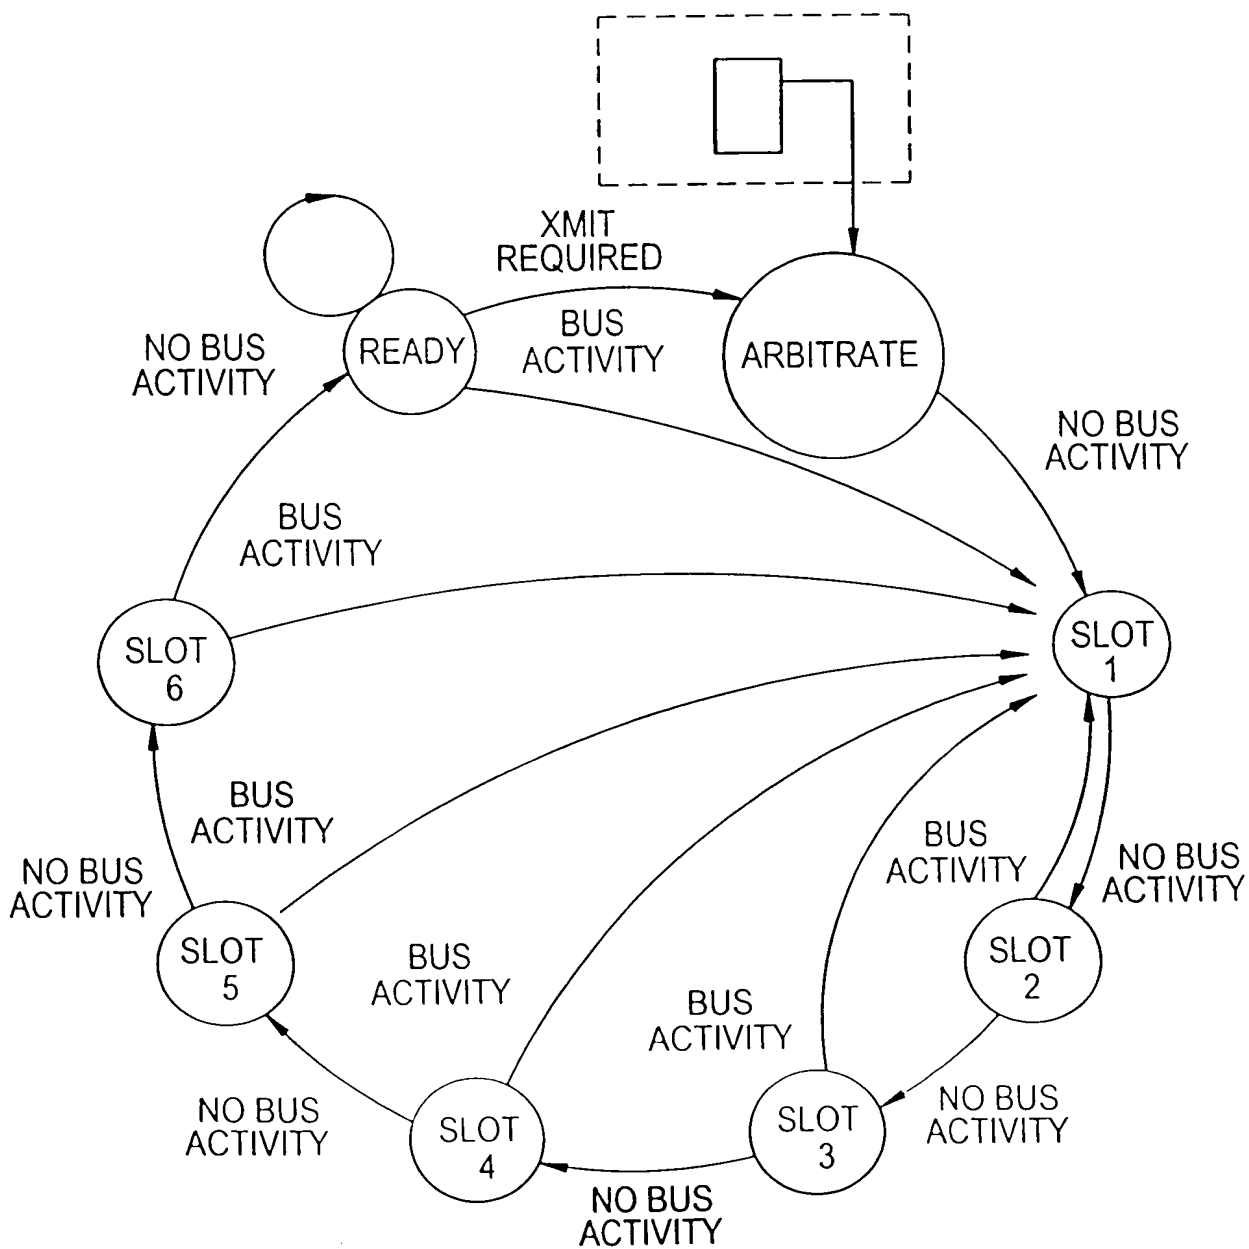 XMIT
REQUIRED
NO BUS
ACTIVITY
READY
BUS
ACTIVITY
ARBITRATE
NO BUS
ACTIVITY
BUS
ACTIVITY
SLOT
6
SLOT
1
BUS
ACTIVITY
NO BUS
ACTIVITY
BUS
ACTIVITY
NO BUS
ACTIVITY
SLOT
5
BUS
ACTIVITY
BUS
ACTIVITY
SLOT
2
NO BUS
ACTIVITY
SLOT
4
NO BUS
ACTIVITY
SLOT
3
NO BUS
ACTIVITY